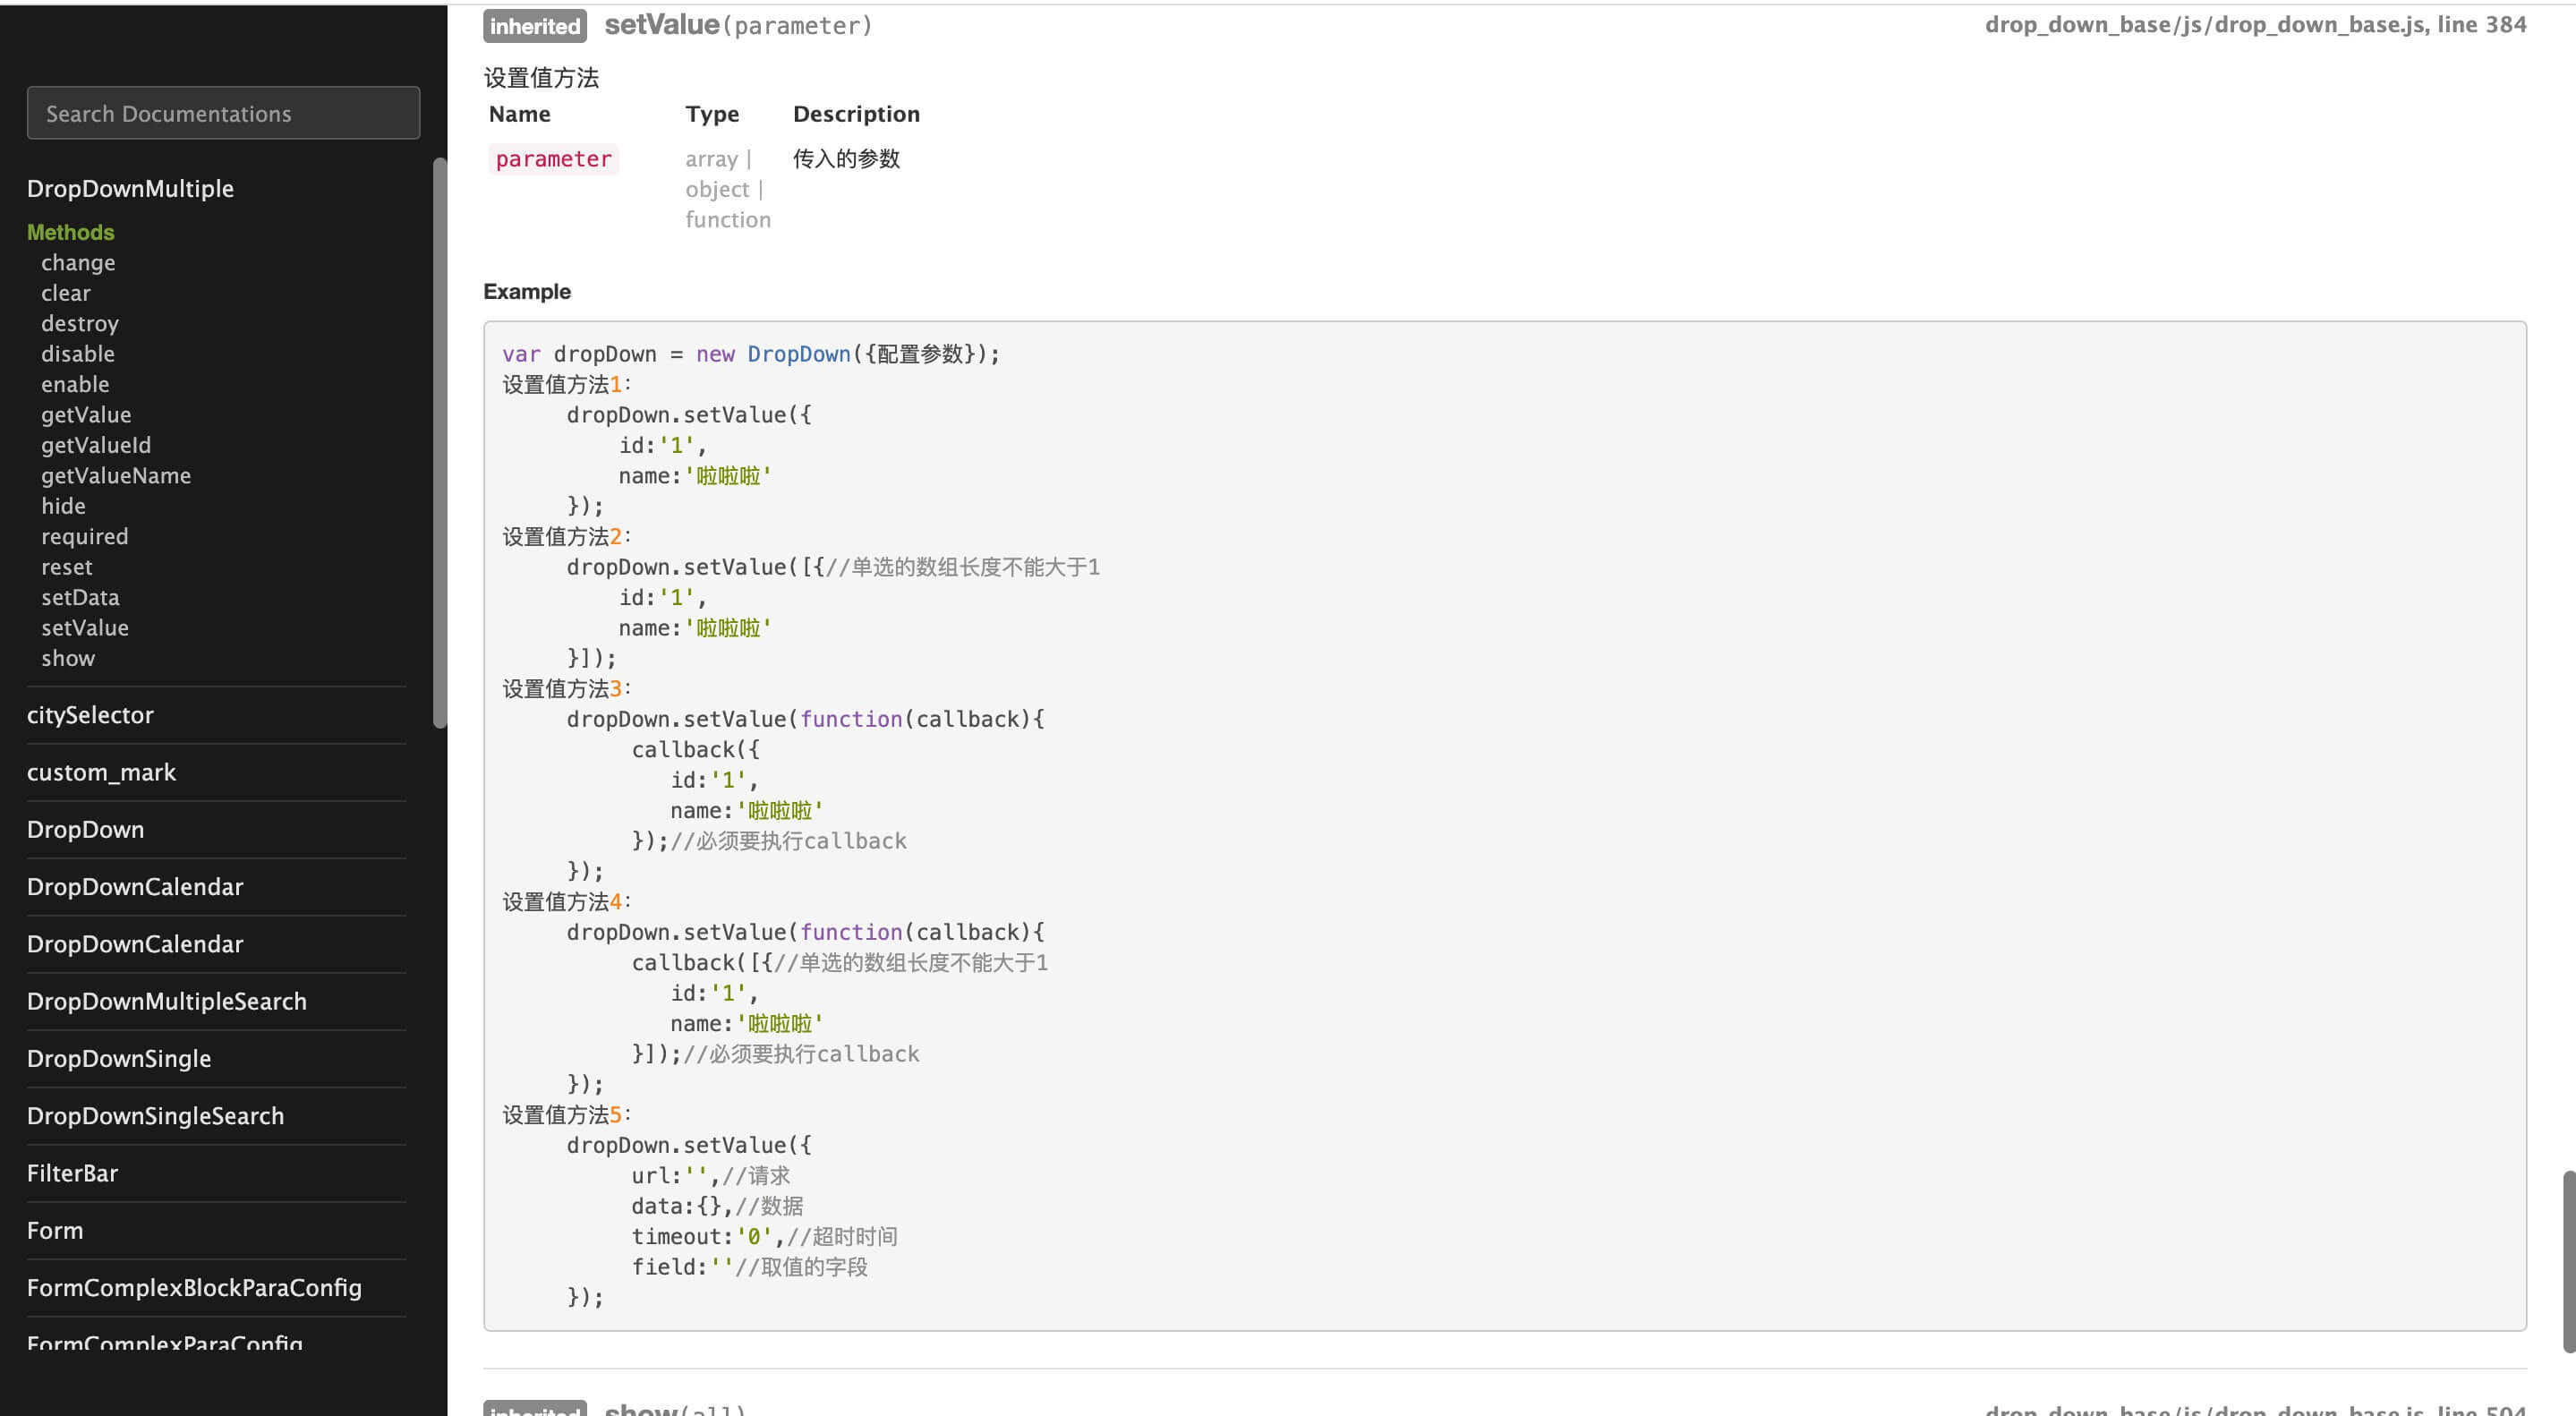 Search Documentations
DropDownMultiple
Methods
change
clear
destroy
disable
enable
getValue
getValueId
getValueName
hide
required
reset
setData
setValue
show
citySelector
custom_mark
DropDown
DropDownCalendar
DropDownCalendar
DropDownMultipleSearch
DropDownSingle
DropDownSingleSearch
FilterBar
Form
FormComplexBlockParaConfig
FormComplexParaConfig
inherited setValue(parameter) drop_down_base/js/drop_down_base.js, line 384
设置值方法
Name Type Description
parameter array | 传入的参数
object |
function
Example
var dropDown = new DropDown({配置参数});
设置值方法1:
dropDown.setValue({
id:'1',
name:'啦啦啦'
});
设置值方法2:
dropDown.setValue([{//单选的数组长度不能大于1
id:'1',
name:'啦啦啦'
}]);
设置值方法3:
dropDown.setValue(function(callback){
callback({
id:'1',
name:'啦啦啦'
});//必须要执行callback
});
设置值方法4:
dropDown.setValue(function(callback){
callback([{//单选的数组长度不能大于1
id:'1',
name:'啦啦啦'
}]);//必须要执行callback
});
设置值方法5:
dropDown.setValue({
url:'',//请求
data:{},//数据
timeout:'0',//超时时间
field:''//取值的字段
});
inherited show(all) drop_down_base/js/drop_down_base.js, line 504